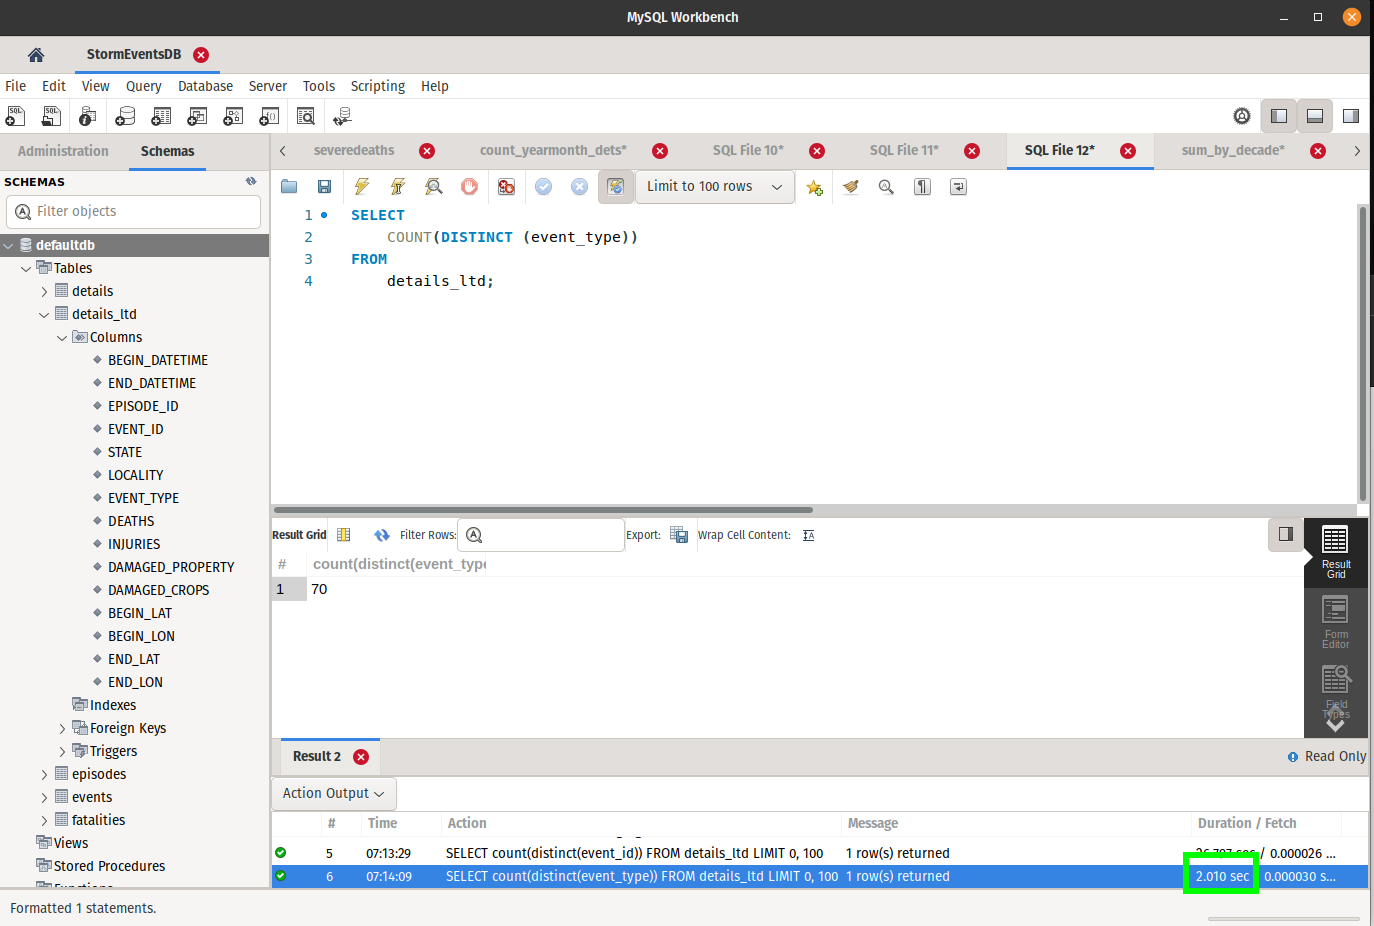 MySQL Workbench
StormEventsDB
File Edit View Query Database Server Tools Scripting Help
Administration Schemas
severedeaths count_yearmonth_dets* SQL File 10* SQL File 11* SQL File 12* sum_by_decade*
SCHEMAS
Filter objects
Limit to 100 rows
defaultdb
Tables
details
details_ltd
Columns
BEGIN_DATETIME
END_DATETIME
EPISODE_ID
EVENT_ID
STATE
LOCALITY
EVENT_TYPE
DEATHS
INJURIES
DAMAGED_PROPERTY
DAMAGED_CROPS
BEGIN_LAT
BEGIN_LON
END_LAT
END_LON
Indexes
Foreign Keys
Triggers
episodes
events
fatalities
Views
Stored Procedures
Functions
1 SELECT
2 COUNT(DISTINCT (event_type))
3 FROM
4 details_ltd;
Result Grid Filter Rows: Export: Wrap Cell Content:
# count(distinct(event_type
1 70
Result
Grid
Form
Editor
Field
Types
Result 2 Read Only
Action Output
# Time Action Message Duration / Fetch
5 07:13:29 SELECT count(distinct(event_id)) FROM details_ltd LIMIT 0, 100 1 row(s) returned sec / 0.000026 ...
6 07:14:09 SELECT count(distinct(event_type)) FROM details_ltd LIMIT 0, 100 1 row(s) returned 2.010 sec 0.000030 s...
Formatted 1 statements.